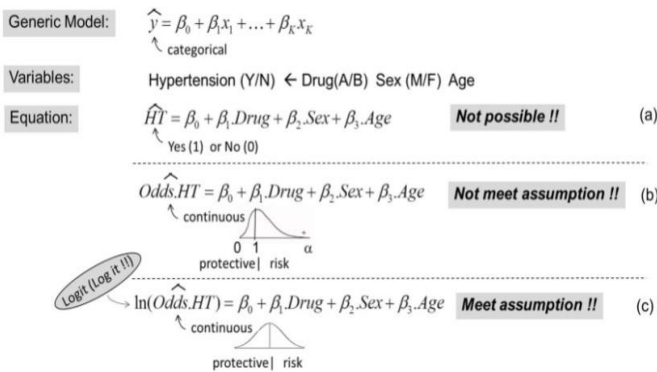 Generic Model: ŷ = β₀ + β₁x₁ + ... + β_K x_K
categorical
Variables: Hypertension (Y/N) ← Drug(A/B) Sex (M/F) Age
Equation: ĤT = β₀ + β₁.Drug + β₂.Sex + β₃.Age Not possible !! (a)
Yes (1) or No (0)
Odds.HT = β₀ + β₁.Drug + β₂.Sex + β₃.Age Not meet assumption !! (b)
continuous
0 1 α
protective| risk
Logit (Log it !!)
ln(Odds.HT) = β₀ + β₁.Drug + β₂.Sex + β₃.Age Meet assumption !! (c)
continuous
protective| risk